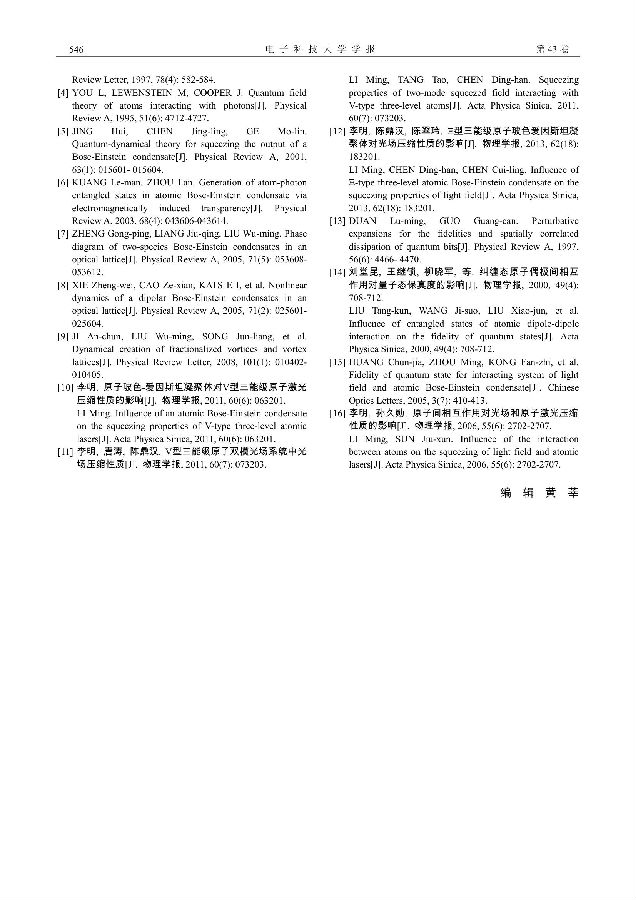 546
电 子 科 技 大 学 学 报
第 43 卷
Review Letter, 1997, 78(4): 582-584.
[4] YOU L, LEWENSTEIN M, COOPER J. Quantum field
theory of atoms interacting with photons[J]. Physical
Review A, 1995, 51(6): 4712-4727.
[5] JING Hui, CHEN Jing-ling, GE Mo-lin.
Quantum-dynamical theory for squeezing the output of a
Bose-Einstein condensate[J]. Physical Review A, 2001,
63(1): 015601- 015604.
[6] KUANG Le-man, ZHOU Lan. Generation of atom-photon
entangled states in atomic Bose-Einstein condensate via
electromagnetically induced transparency[J]. Physical
Review A, 2003, 68(4): 043606-043614.
[7] ZHENG Gong-ping, LIANG Jiu-qing, LIU Wu-ming. Phase
diagram of two-species Bose-Einstein condensates in an
optical lattice[J]. Physical Review A, 2005, 71(5): 053608-
053612.
[8] XIE Zheng-wei, CAO Ze-xian, KATS E I, et al. Nonlinear
dynamics of a dipolar Bose-Einstein condensates in an
optical lattice[J]. Physical Review A, 2005, 71(2): 025601-
025604.
[9] JI An-chun, LIU Wu-ming, SONG Jun-liang, et al.
Dynamical creation of fractionalized vortices and vortex
lattices[J]. Physical Review Letter, 2008, 101(1): 010402-
010405.
[10] 李明. 原子玻色-爱因斯坦凝聚体对V型三能级原子激光
压缩性质的影响[J]. 物理学报, 2011, 60(6): 063201.
LI Ming. Influence of an atomic Bose-Einstein condensate
on the squeezing properties of V-type three-level atomic
lasers[J]. Acta Physica Sinica, 2011, 60(6): 063201.
[11] 李明, 唐涛, 陈鼎汉. V型三能级原子双模光场系统中光
场压缩性质[J]. 物理学报, 2011, 60(7): 073203.
LI Ming, TANG Tao, CHEN Ding-han. Squeezing
properties of two-mode squeezed field interacting with
V-type three-level atoms[J]. Acta Physica Sinica, 2011,
60(7): 073203.
[12] 李明, 陈鼎汉, 陈翠玲. Ξ型三能级原子玻色爱因斯坦凝
聚体对光场压缩性质的影响[J]. 物理学报, 2013, 62(18):
183201.
LI Ming, CHEN Ding-han, CHEN Cui-ling. Influence of
Ξ-type three-level atomic Bose-Einstein condensate on the
squeezing properties of light field[J]. Acta Physica Sinica,
2013, 62(18): 183201.
[13] DUAN Lu-ming, GUO Guang-can. Perturbative
expansions for the fidelities and spatially correlated
dissipation of quantum bits[J]. Physical Review A, 1997,
56(6): 4466- 4470.
[14] 刘堂昆, 王继锁, 柳晓军, 等. 纠缠态原子偶极间相互
作用对量子态保真度的影响[J]. 物理学报, 2000, 49(4):
708-712.
LIU Tang-kun, WANG Ji-suo, LIU Xiao-jun, et al.
Influence of entangled states of atomic dipole-dipole
interaction on the fidelity of quantum states[J]. Acta
Physica Sinica, 2000, 49(4): 708-712.
[15] HUANG Chun-jia, ZHOU Ming, KONG Fan-zhi, et al.
Fidelity of quantum state for interacting system of light
field and atomic Bose-Einstein condensate[J]. Chinese
Optics Letters, 2005, 3(7): 410-413.
[16] 李明, 孙久勋. 原子间相互作用对光场和原子激光压缩
性质的影响[J]. 物理学报, 2006, 55(6): 2702-2707.
LI Ming, SUN Jiu-xun. Influence of the interaction
between atoms on the squeezing of light field and atomic
lasers[J]. Acta Physica Sinica, 2006, 55(6): 2702-2707.
编 辑 黄 莘